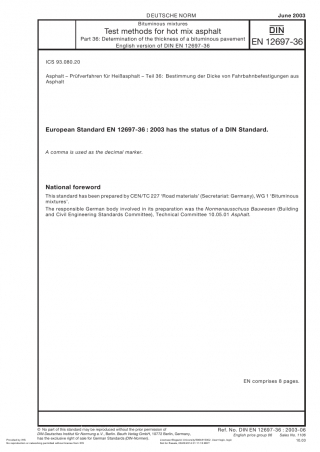 DEUTSCHE NORM
June 2003
Bituminous mixtures
Test methods for hot mix asphalt
Part 36: Determination of the thickness of a bituminous pavement
English version of DIN EN 12697-36
DIN
EN 12697-36
ICS 93.080.20
Asphalt – Prüfverfahren für Heißasphalt – Teil 36: Bestimmung der Dicke von Fahrbahnbefestigungen aus
Asphalt
European Standard EN 12697-36 : 2003 has the status of a DIN Standard.
A comma is used as the decimal marker.
National foreword
This standard has been prepared by CEN/TC 227 ‘Road materials’ (Secretariat: Germany), WG 1 ‘Bituminous
mixtures’.
The responsible German body involved in its preparation was the Normenausschuss Bauwesen (Building
and Civil Engineering Standards Committee), Technical Committee 10.05.01 Asphalt.
EN comprises 8 pages.
© No part of this standard may be reproduced without the prior permission of
DIN Deutsches Institut für Normung e.V., Berlin. Beuth Verlag GmbH, 10772 Berlin, Germany,
has the exclusive right of sale for German Standards (DIN-Normen).
Ref. No. DIN EN 12697-36 : 2003-06
English price group 08 Sales No. 1108
10.03